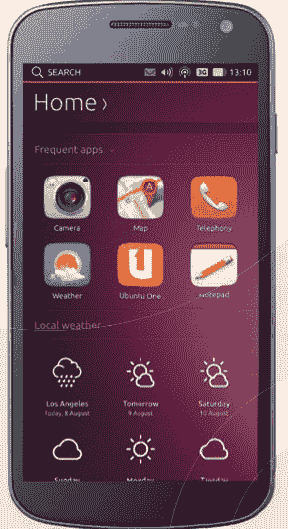 SEARCH 3G 13:10
Home ›
Frequent apps
A
Camera Map Telephony
1
U
Weather Ubuntu One Notepad
Local weather
Los Angeles Tomorrow Saturday
Today, 8 August 9 August 10 August
Sunday Monday Tuesday